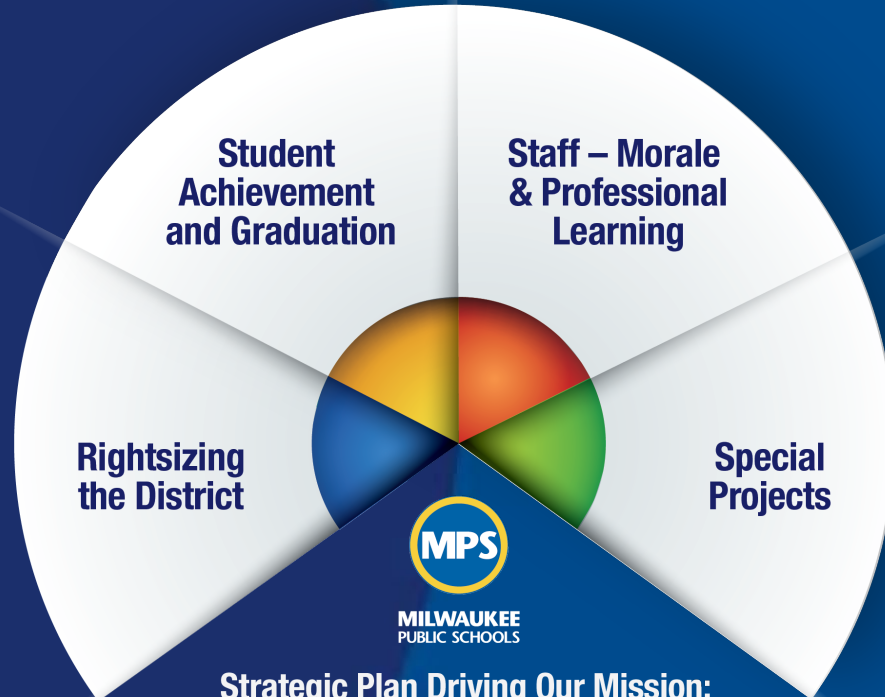 Student
Achievement
and Graduation
Staff – Morale
& Professional
Learning
Rightsizing
the District
Special
Projects
MPS
MILWAUKEE
PUBLIC SCHOOLS
Strategic Plan Driving Our Mission: